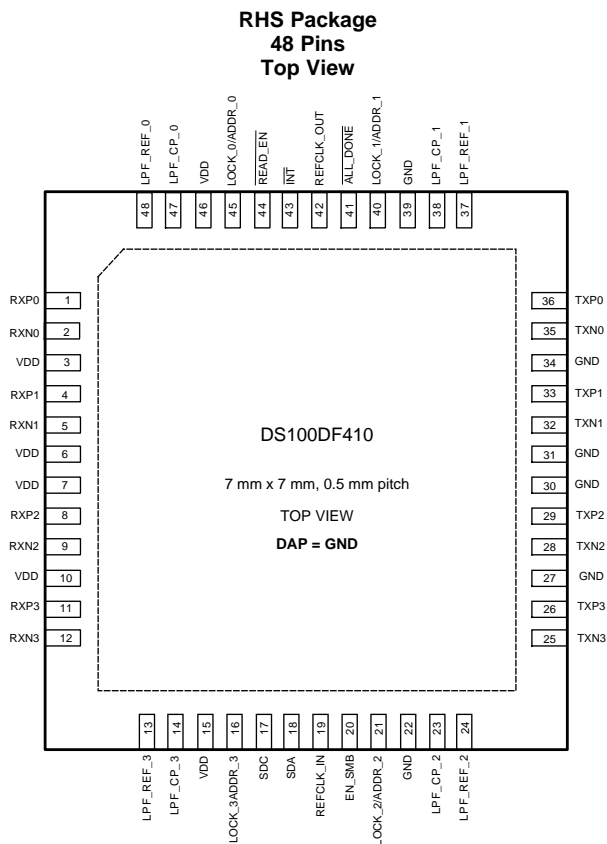 RHS Package
48 Pins
Top View
LPF_REF_0
LPF_CP_0
VDD
LOCK_0/ADDR_0
READ_EN
INT
REFCLK_OUT
ALL_DONE
LOCK_1/ADDR_1
GND
LPF_CP_1
LPF_REF_1
48
47
46
45
44
43
42
41
40
39
38
37
RXP0 1
RXN0 2
VDD 3
RXP1 4
RXN1 5
VDD 6
VDD 7
RXP2 8
RXN2 9
VDD 10
RXP3 11
RXN3 12
DS100DF410
7 mm x 7 mm, 0.5 mm pitch
TOP VIEW
DAP = GND
36 TXP0
35 TXN0
34 GND
33 TXP1
32 TXN1
31 GND
30 GND
29 TXP2
28 TXN2
27 GND
26 TXP3
25 TXN3
13
14
15
16
17
18
19
20
21
22
23
24
LPF_REF_3
LPF_CP_3
VDD
LOCK_3ADDR_3
SDC
SDA
REFCLK_IN
EN_SMB
LOCK_2/ADDR_2
GND
LPF_CP_2
LPF_REF_2